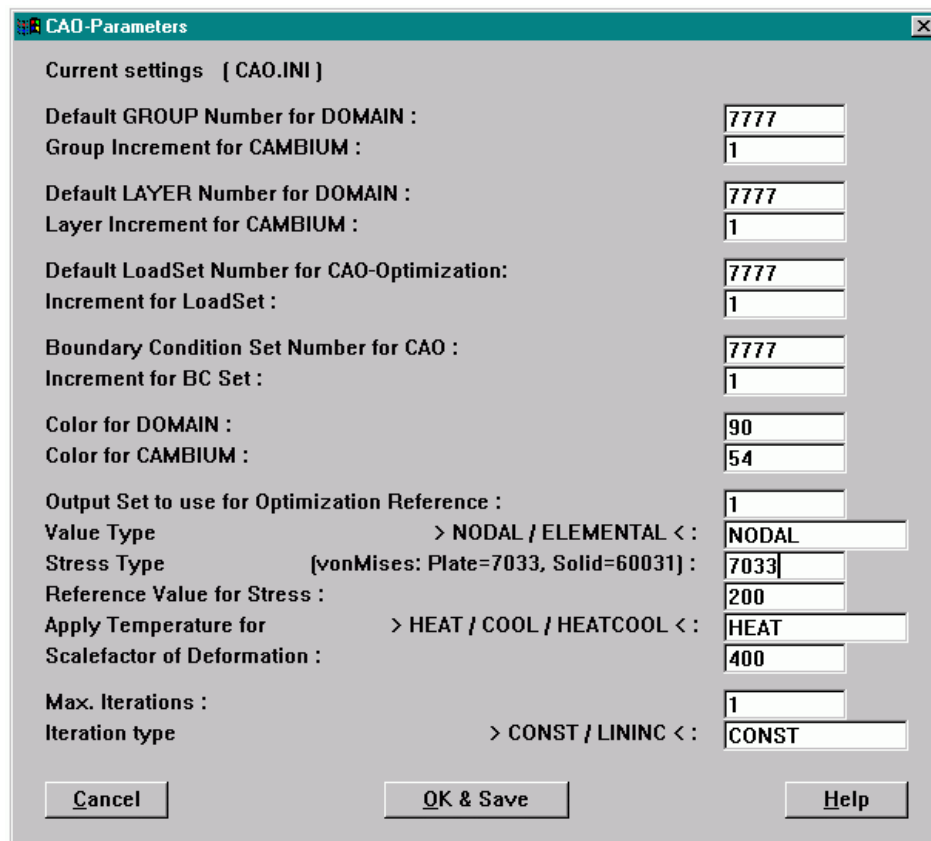 CAO-Parameters
Current settings ( CAO.INI )
Default GROUP Number for DOMAIN : 7777
Group Increment for CAMBIUM : 1
Default LAYER Number for DOMAIN : 7777
Layer Increment for CAMBIUM : 1
Default LoadSet Number for CAO-Optimization: 7777
Increment for LoadSet : 1
Boundary Condition Set Number for CAO : 7777
Increment for BC Set : 1
Color for DOMAIN : 90
Color for CAMBIUM : 54
Output Set to use for Optimization Reference : 1
Value Type > NODAL / ELEMENTAL < : NODAL
Stress Type (vonMises: Plate=7033, Solid=60031) : 7033
Reference Value for Stress : 200
Apply Temperature for > HEAT / COOL / HEATCOOL < : HEAT
Scalefactor of Deformation : 400
Max. Iterations : 1
Iteration type > CONST / LININC < : CONST
Cancel OK & Save Help